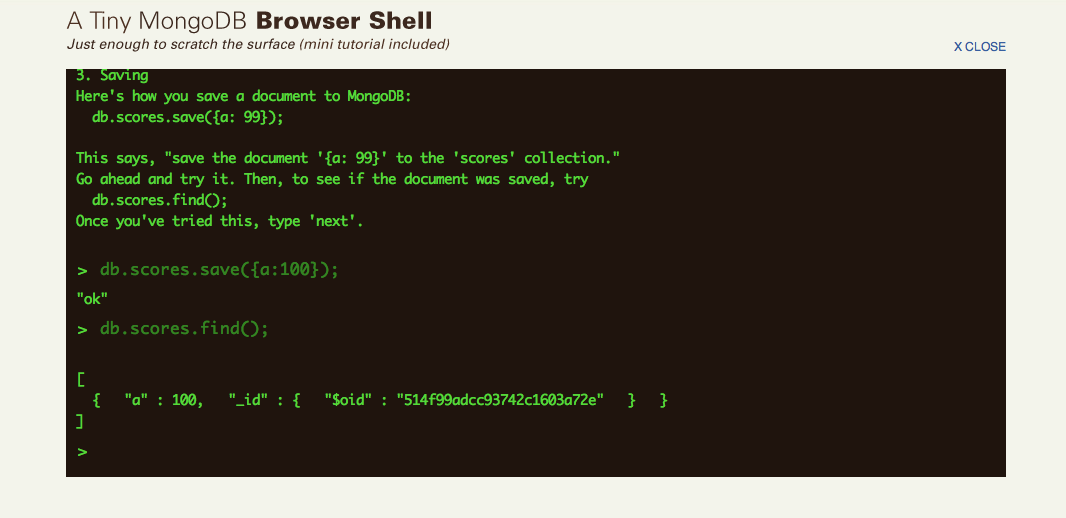 A Tiny MongoDB Browser Shell
Just enough to scratch the surface (mini tutorial included)
X CLOSE
3. Saving
Here's how you save a document to MongoDB:
db.scores.save({a: 99});
This says, "save the document '{a: 99}' to the 'scores' collection."
Go ahead and try it. Then, to see if the document was saved, try
db.scores.find();
Once you've tried this, type 'next'.
> db.scores.save({a:100});
"ok"
> db.scores.find();
[
{ "a" : 100, "_id" : { "$oid" : "514f99adcc93742c1603a72e" } }
]
>